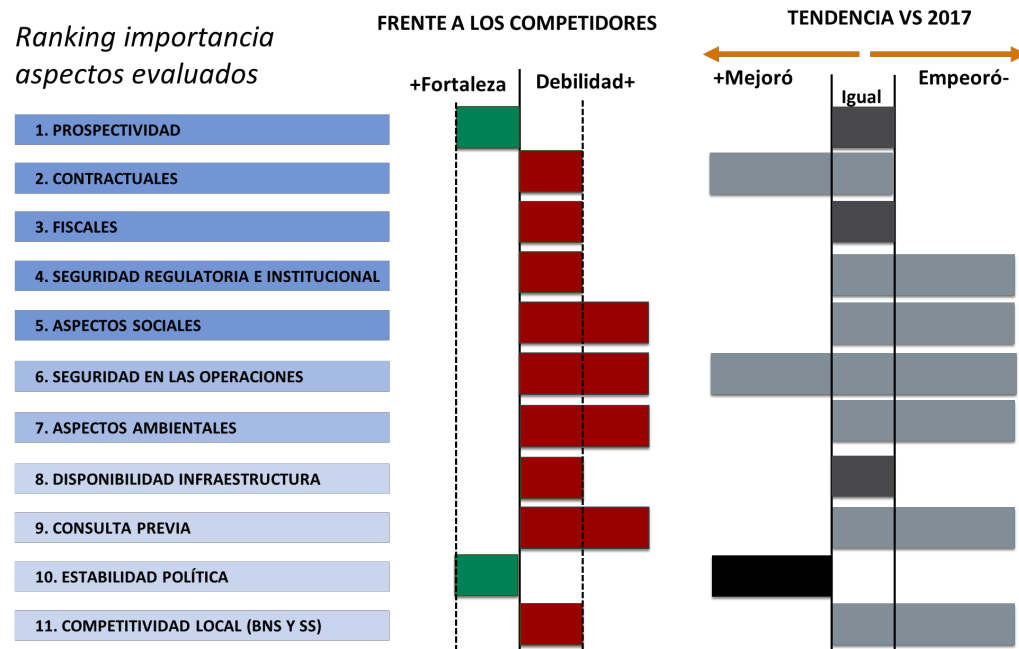 Ranking importancia
aspectos evaluados
FRENTE A LOS COMPETIDORES
TENDENCIA VS 2017
+Fortaleza
Debilidad+
+Mejoró
Igual
Empeoró-
1. PROSPECTIVIDAD
2. CONTRACTUALES
3. FISCALES
4. SEGURIDAD REGULATORIA E INSTITUCIONAL
5. ASPECTOS SOCIALES
6. SEGURIDAD EN LAS OPERACIONES
7. ASPECTOS AMBIENTALES
8. DISPONIBILIDAD INFRAESTRUCTURA
9. CONSULTA PREVIA
10. ESTABILIDAD POLÍTICA
11. COMPETITIVIDAD LOCAL (BNS Y SS)